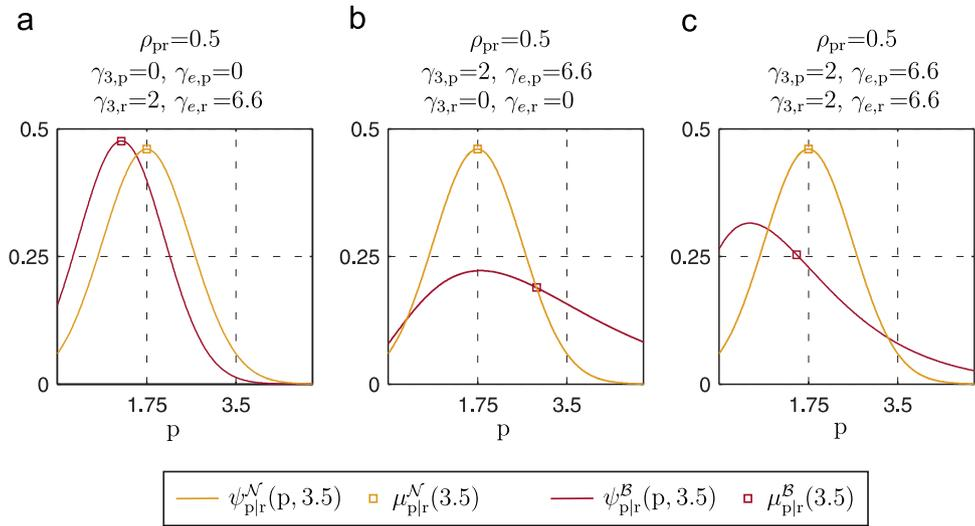 a
ρpr=0.5
γ3,p=0, γe,p=0
γ3,r=2, γe,r=6.6
0.5
0.25
0
1.75
3.5
p
b
ρpr=0.5
γ3,p=2, γe,p=6.6
γ3,r=0, γe,r=0
0.5
0.25
0
1.75
3.5
p
c
ρpr=0.5
γ3,p=2, γe,p=6.6
γ3,r=2, γe,r=6.6
0.5
0.25
0
1.75
3.5
p
ψ𝒩p|r(p, 3.5) μ𝒩p|r(3.5) ψℬp|r(p, 3.5) μℬp|r(3.5)